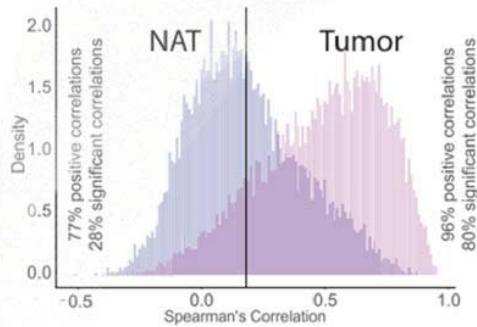 NAT
Tumor
2.0
1.5
1.0
0.5
0.0
Density
77% positive correlations
28% significant correlations
96% positive correlations
80% significant correlations
-0.5
0.0
0.5
1.0
Spearman's Correlation